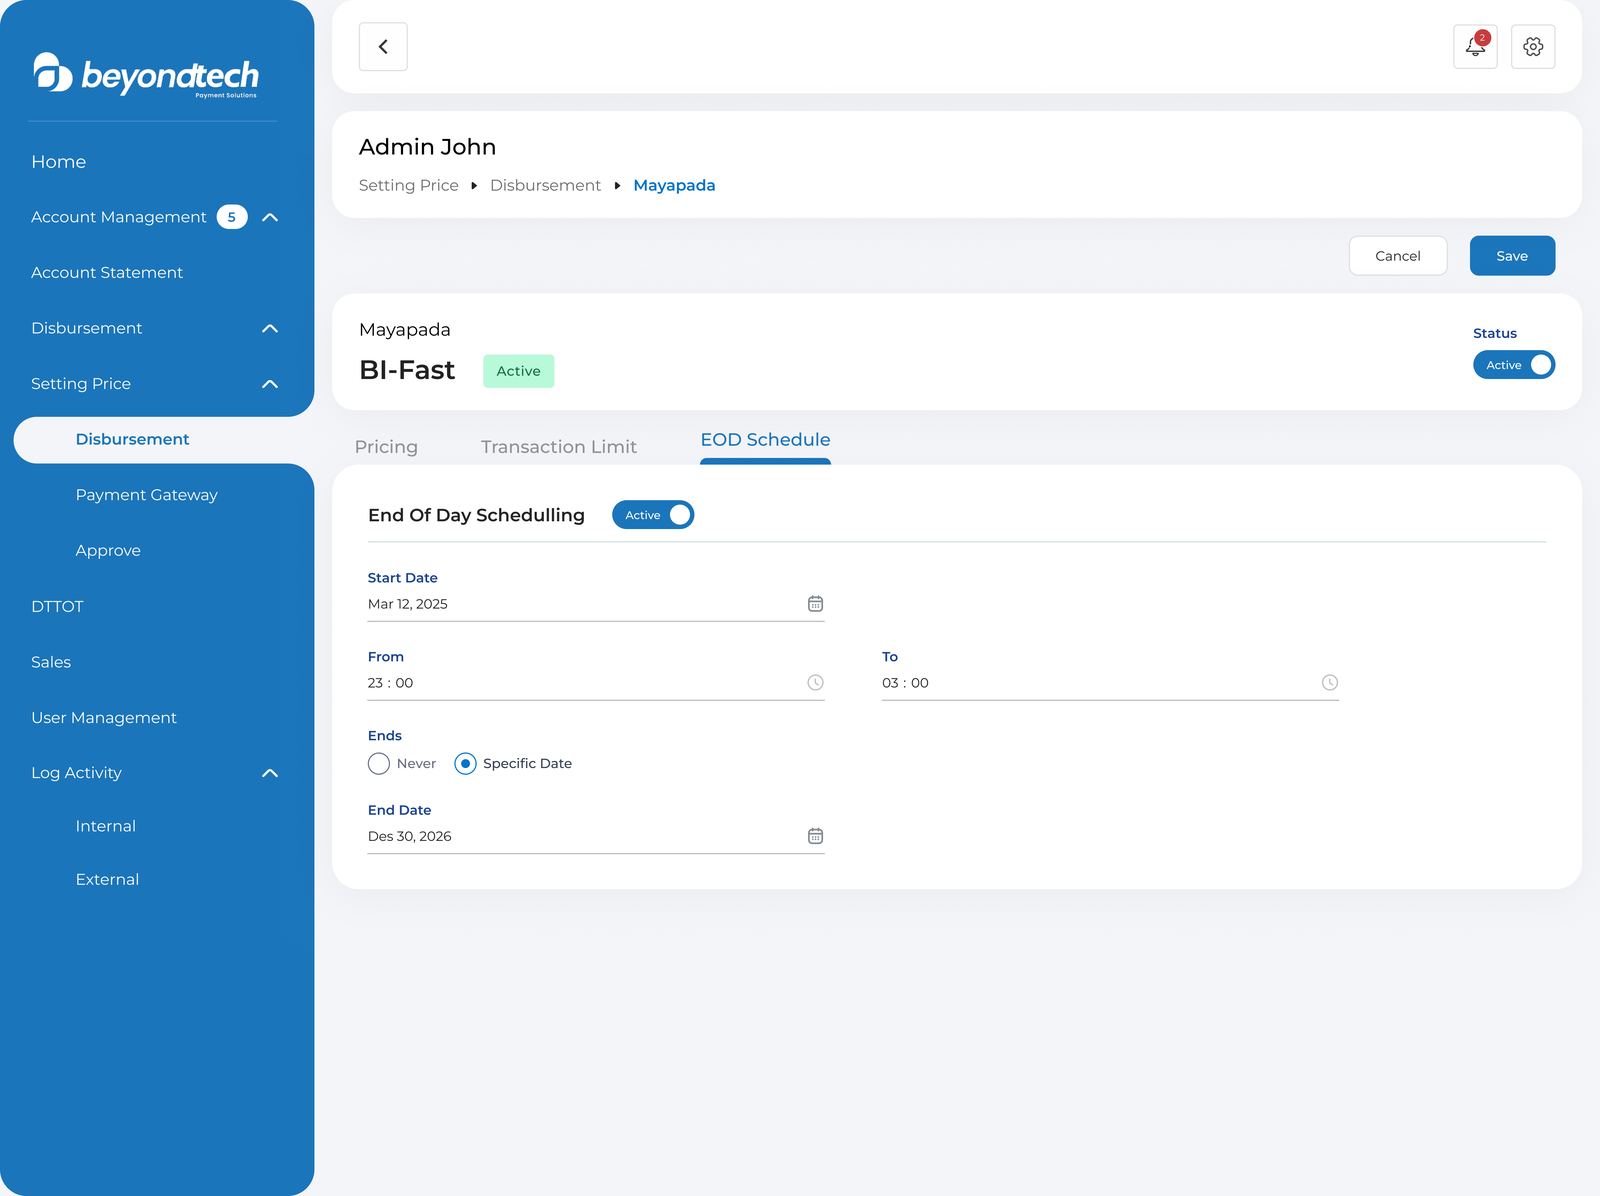 beyondtech
Payment Solutions
Home
Account Management 5
Account Statement
Disbursement
Setting Price
Disbursement
Payment Gateway
Approve
DTTOT
Sales
User Management
Log Activity
Internal
External
2
Admin John
Setting Price Disbursement Mayapada
Cancel Save
Mayapada
BI-Fast Active
Status
Active
Pricing Transaction Limit EOD Schedule
End Of Day Schedulling Active
Start Date
Mar 12, 2025
From To
23 : 00 03 : 00
Ends
Never Specific Date
End Date
Des 30, 2026